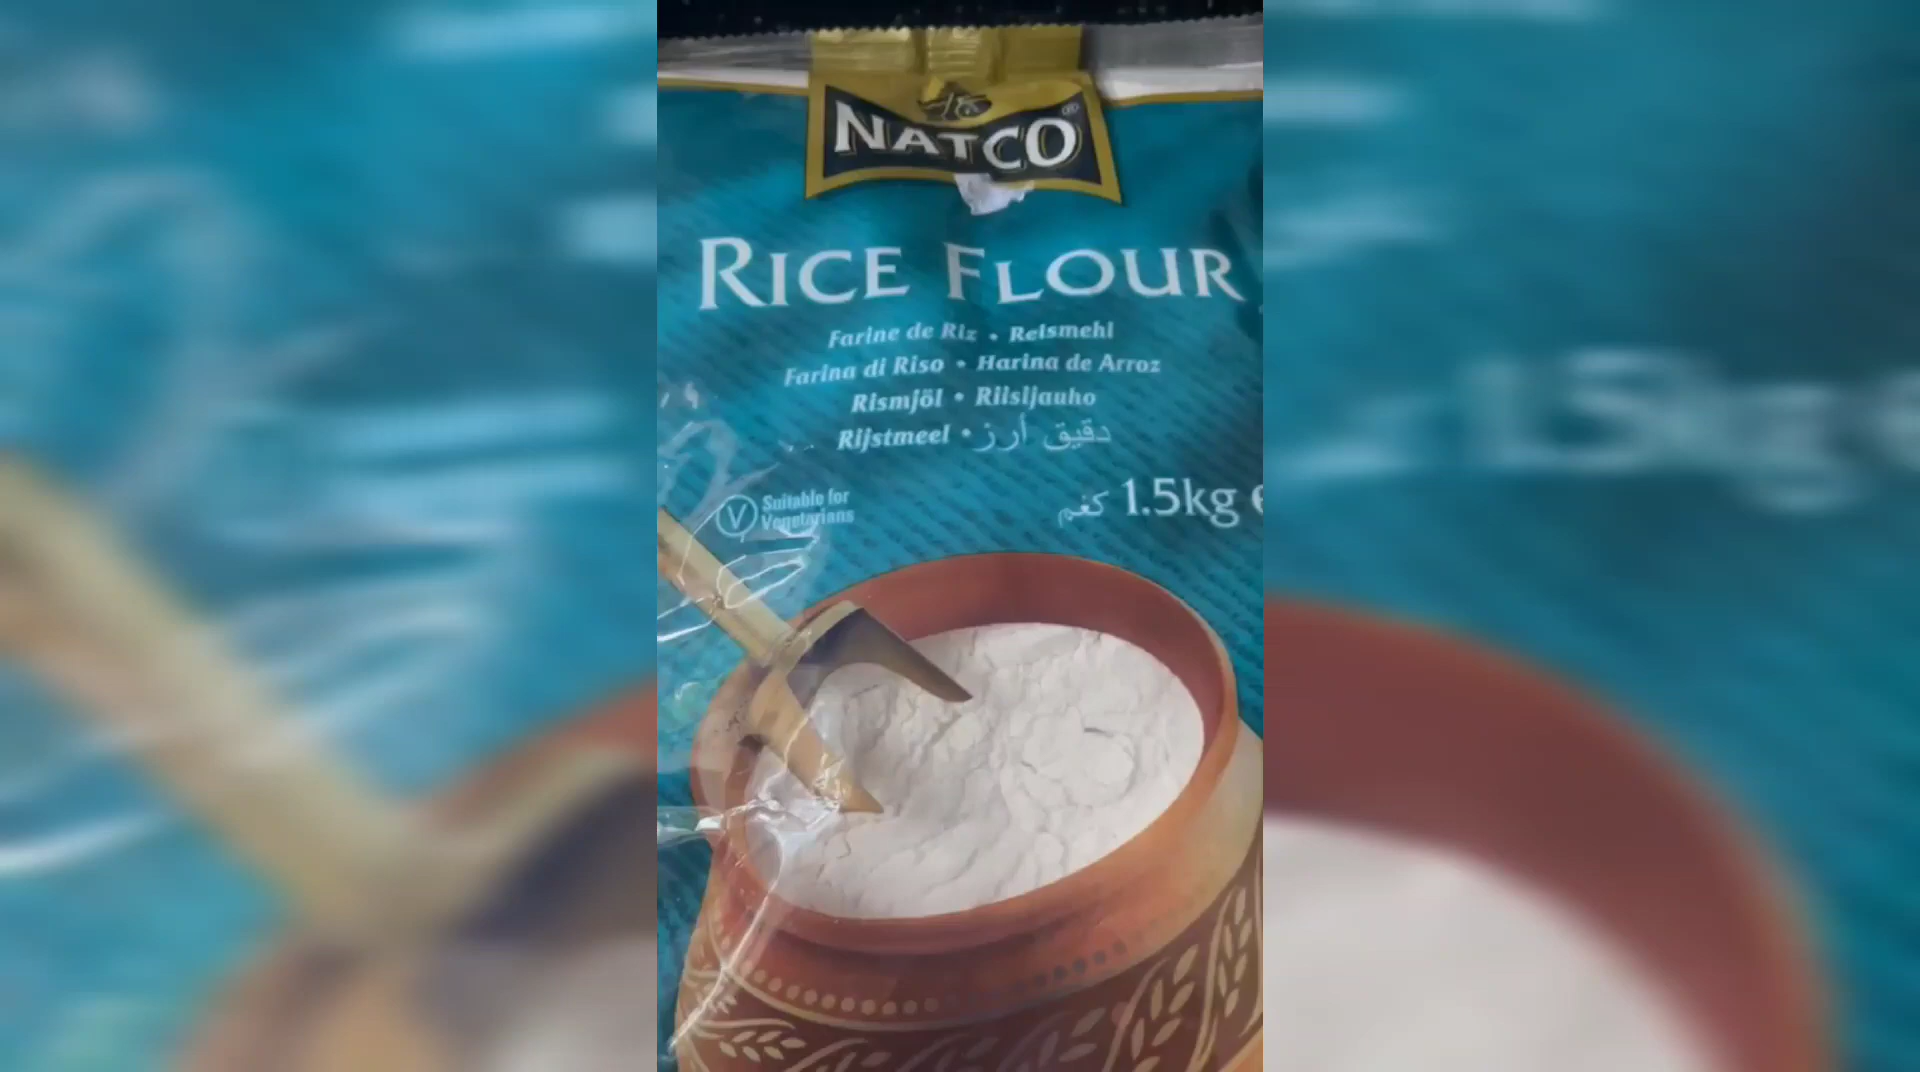 NATCO®
RICE FLOUR
Farine de Riz • Reismehl
Farina di Riso • Harina de Arroz
Rismjöl • Riisijauho
Rijstmeel • دقيق أرز
V Suitable for
Vegetarians
كغم 1.5kg e